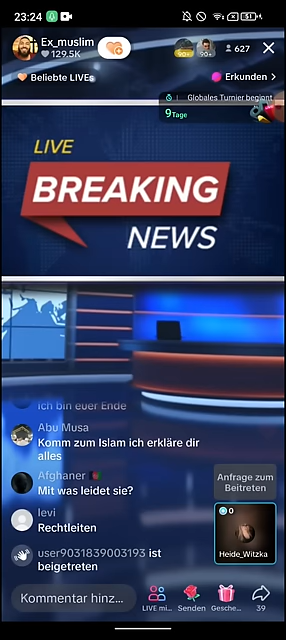 23:24
Ex_muslim
129.5K
90+
90+
627
Beliebte LIVEs
Erkunden
Globales Turnier beginnt
9Tage
LIVE
BREAKING
NEWS
ich bin euer Ende
Abu Musa
Komm zum Islam ich erkläre dir
alles
Afghaner
Mit was leidet sie?
levi
Rechtleiten
user9031839003193 ist
beigetreten
Anfrage zum
Beitreten
0
Heide_Witzka
Kommentar hinz...
LIVE mi...
Senden
Gesche...
39